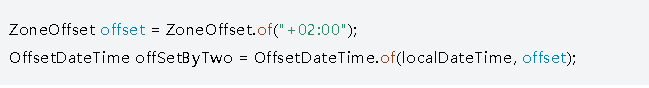 ZoneOffset offset = ZoneOffset.of("+02:00");
OffsetDateTime offSetByTwo = OffsetDateTime.of(localDateTime, offset);